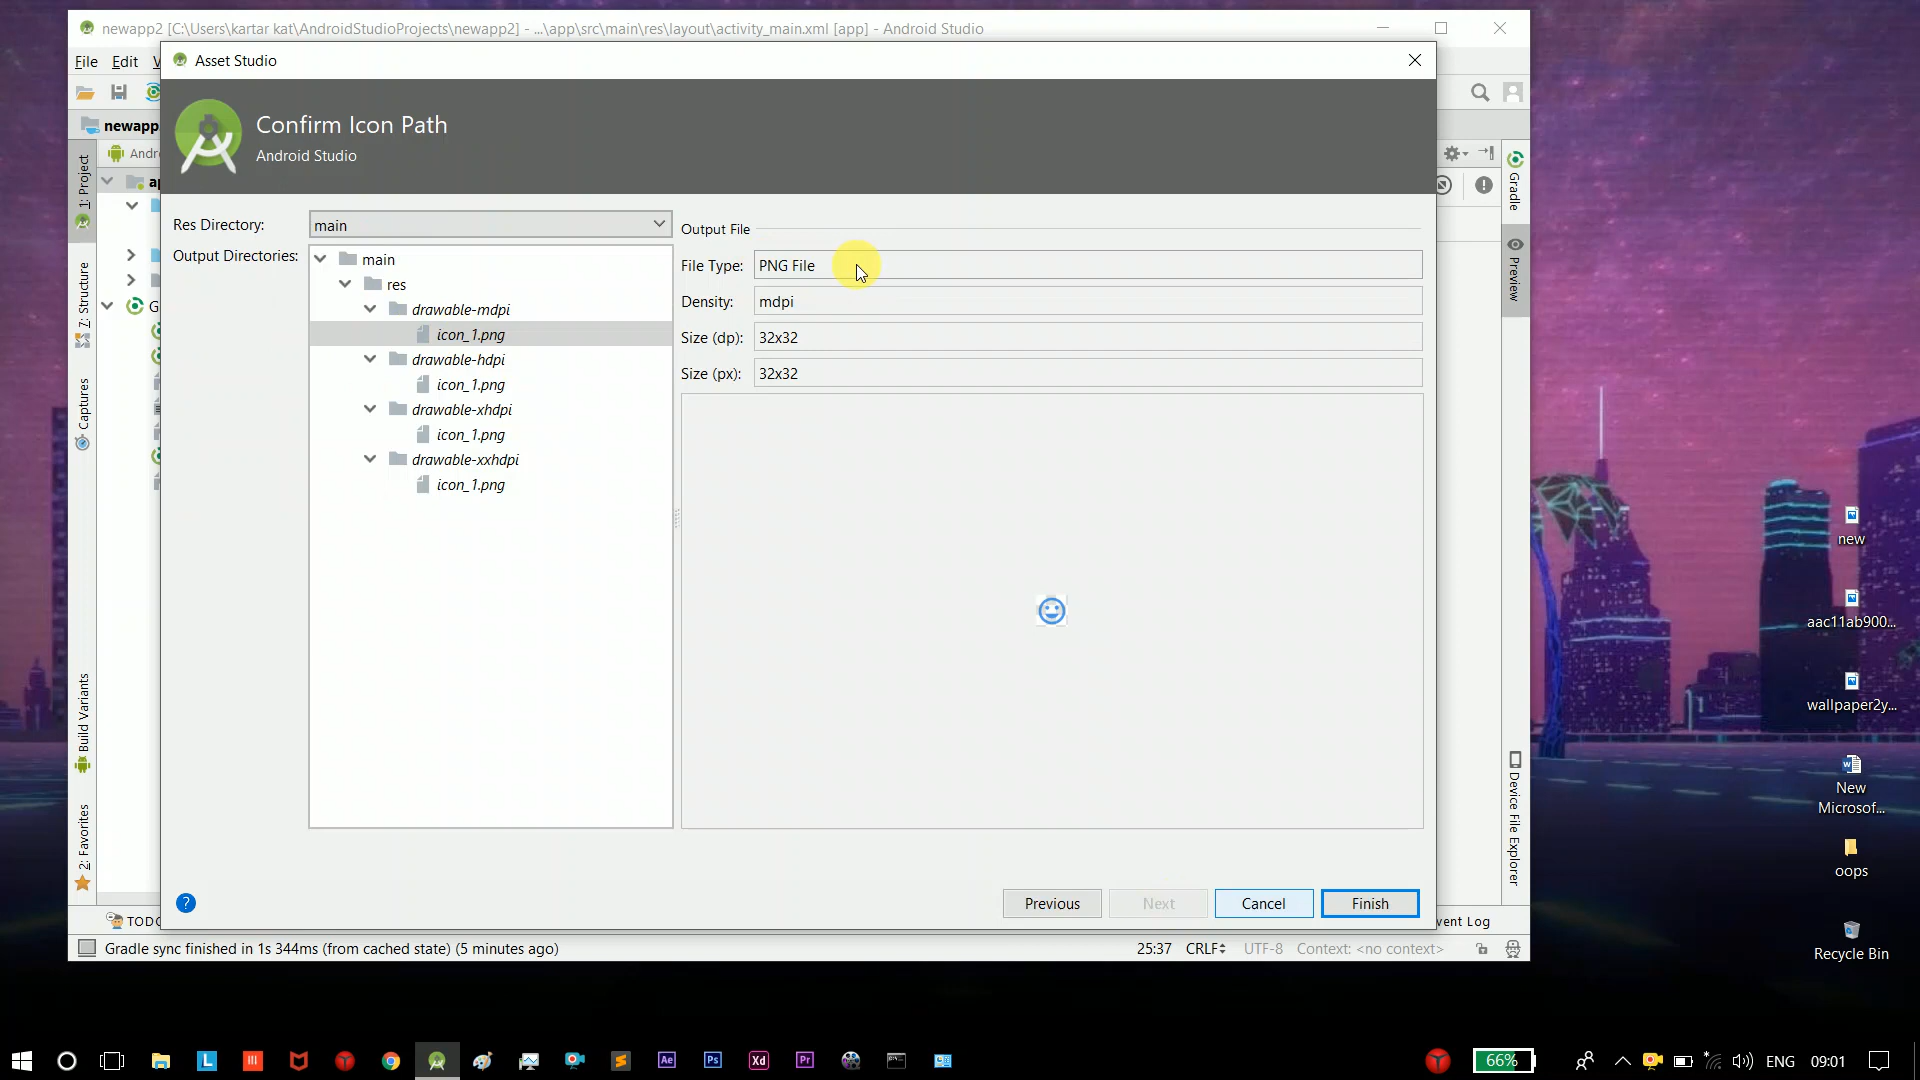 newapp2 [C:\Users\kartar kat\AndroidStudioProjects\newapp2] - ...\app\src\main\res\layout\activity_main.xml [app] - Android Studio
Asset Studio
File Edit
newapp
Andr
Confirm Icon Path
Android Studio
Res Directory: main
Output Directories:
main
res
drawable-mdpi
icon_1.png
drawable-hdpi
icon_1.png
drawable-xhdpi
icon_1.png
drawable-xxhdpi
icon_1.png
Output File
File Type: PNG File
Density: mdpi
Size (dp): 32x32
Size (px): 32x32
Previous Next Cancel Finish
1: Project
7: Structure
Captures
Build Variants
2: Favorites
Gradle
Preview
Device File Explorer
TODO
vent Log
Gradle sync finished in 1s 344ms (from cached state) (5 minutes ago)
25:37 CRLF UTF-8 Context: <no context>
new
aac11ab900...
wallpaper2y...
New
Microsof...
oops
Recycle Bin
Ae Ps Xd Pr
66%
ENG 09:01